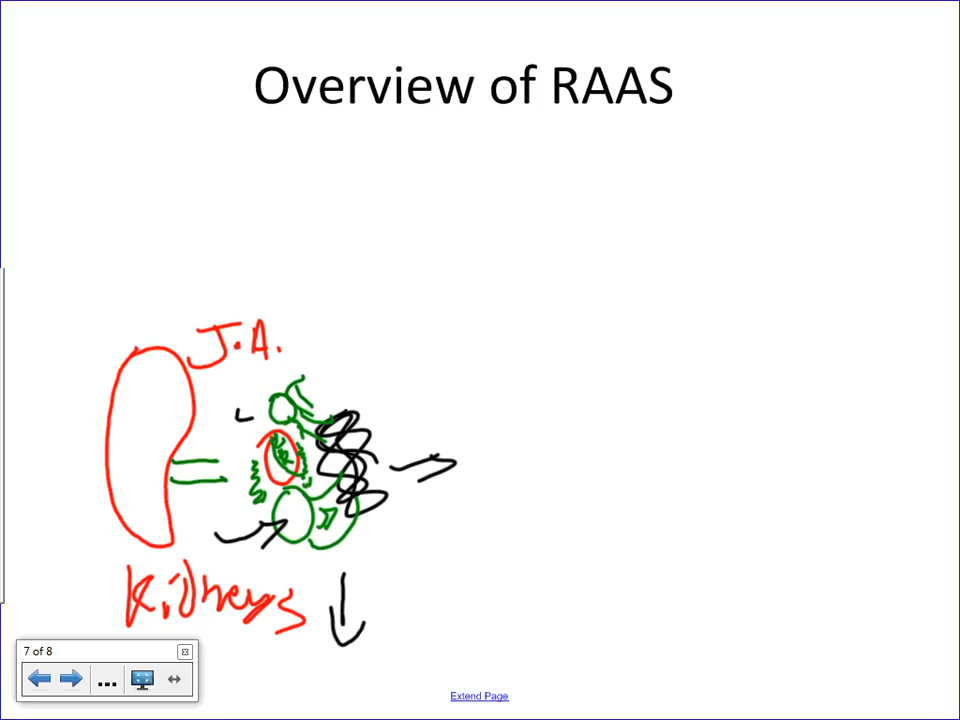 Overview of RAAS
J.A.
Kidneys
7 of 8
...
Extend Page